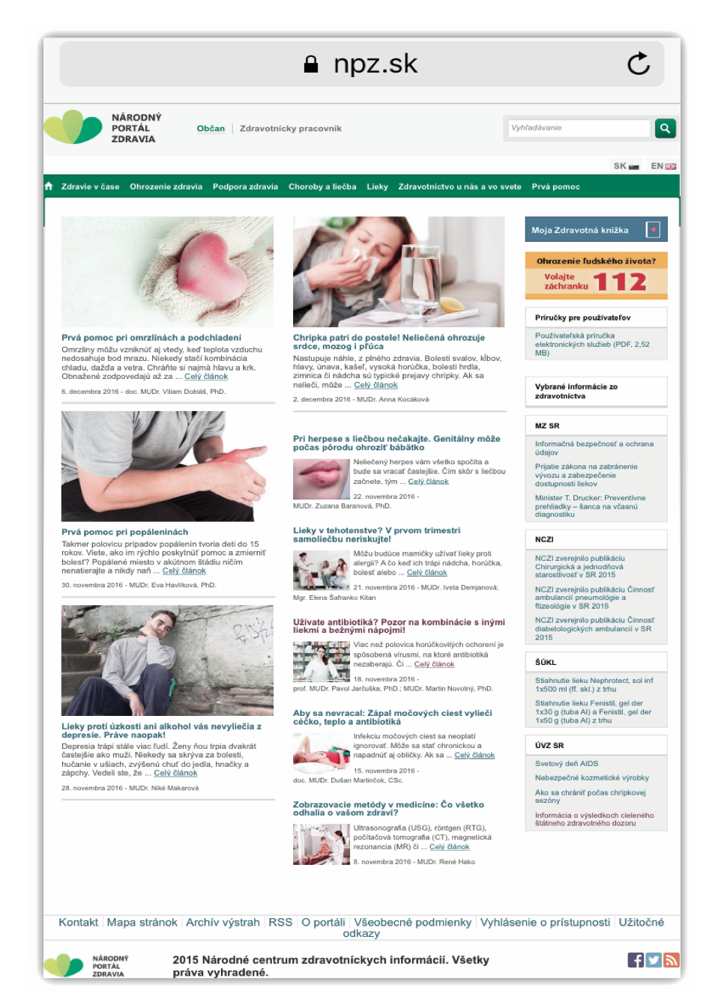 npz.sk
NÁRODNÝ
PORTÁL
ZDRAVIA
Občan | Zdravotnícky pracovník
Vyhľadávanie
SK EN
Zdravie v čase Ohrozenie zdravia Podpora zdravia Choroby a liečba Lieky Zdravotníctvo u nás a vo svete Prvá pomoc
Prvá pomoc pri omrzlinách a podchladení
Omrzliny môžu vzniknúť aj vtedy, keď teplota vzduchu
nedosahuje bod mrazu. Niekedy stačí kombinácia
chladu, dažďa a vetra. Chráňte si najmä hlavu a krk.
Obnažené zodpovedajú až za ... Celý článok
6. decembra 2016 - doc. MUDr. Viliam Dobiáš, PhD.
Prvá pomoc pri popáleninách
Takmer polovicu prípadov popálenín tvoria deti do 15
rokov. Viete, ako im rýchlo poskytnúť pomoc a zmierniť
bolesť? Popálené miesto v akútnom štádiu ničím
nenatierajte a nikdy naň ... Celý článok
30. novembra 2016 - MUDr. Eva Havlíková, PhD.
Lieky proti úzkosti ani alkohol vás nevyliečia z
depresie. Práve naopak!
Depresia trápi stále viac ľudí. Ženy ňou trpia dvakrát
častejšie ako muži. Niekedy sa skrýva za bolesti,
hučanie v ušiach, zvýšenú chuť do jedla, hnačky a
zápchy. Vedeli ste, že ... Celý článok
28. novembra 2016 - MUDr. Niké Makarová
Chrípka patrí do postele! Neliečená ohrozuje
srdce, mozog i pľúca
Nastupuje náhle, z plného zdravia. Bolesti svalov, kĺbov,
hlavy, únava, kašeľ, vysoká horúčka, bolesti hrdla,
zimnica či nádcha sú typické prejavy chrípky. Ak sa
nelieči, môže ... Celý článok
2. decembra 2016 - MUDr. Anna Kocáková
Pri herpese s liečbou nečakajte. Genitálny môže
počas pôrodu ohroziť bábätko
Neliečený herpes vám všetko spočíta a
bude sa vracať častejšie. Čím skôr s liečbou
začnete, tým ... Celý článok
22. novembra 2016 -
MUDr. Zuzana Baranová, PhD.
Lieky v tehotenstve? V prvom trimestri
samoliečbu neriskujte!
Môžu budúce mamičky užívať lieky proti
alergii? A čo keď ich trápi nádcha, horúčka,
bolesť alebo ... Celý článok
21. novembra 2016 - MUDr. Iveta Demjanová;
Mgr. Elena Šafranko Kitan
Užívate antibiotiká? Pozor na kombinácie s inými
liekmi a bežnými nápojmi!
Viac než polovica horúčkovitých ochorení je
spôsobená vírusmi, na ktoré antibiotiká
nezaberajú. Či ... Celý článok
18. novembra 2016 -
prof. MUDr. Pavol Jarčuška, PhD.; MUDr. Martin Novotný, PhD.
Aby sa nevracal: Zápal močových ciest vylieči
céčko, teplo a antibiotiká
Infekciu močových ciest sa neoplatí
ignorovať. Môže sa stať chronickou a
napadnúť aj obličky. Ak sa ... Celý článok
15. novembra 2016 -
doc. MUDr. Dušan Martinčok, CSc.
Zobrazovacie metódy v medicíne: Čo všetko
odhalia o vašom zdraví?
Ultrasonografia (USG), röntgen (RTG),
počítačová tomografia (CT), magnetická
rezonancia (MR) či ... Celý článok
8. novembra 2016 - MUDr. René Hako
Moja Zdravotná knižka
Ohrozenie ľudského života?
Volajte
záchranku 112
Príručky pre používateľov
Používateľská príručka
elektronických služieb (PDF, 2,52
MB)
Vybrané informácie zo
zdravotníctva
MZ SR
Informačná bezpečnosť a ochrana
údajov
Prijatie zákona na zabránenie
vývozu a zabezpečenie
dostupnosti liekov
Minister T. Drucker: Preventívne
prehliadky – šanca na včasnú
diagnostiku
NCZI
NCZI zverejnilo publikáciu
Chirurgická a jednodňová
starostlivosť v SR 2015
NCZI zverejnilo publikáciu Činnosť
ambulancií pneumológie a
ftizeológie v SR 2015
NCZI zverejnilo publikáciu Činnosť
diabetologických ambulancií v SR
2015
ŠÚKL
Stiahnutie lieku Nephrotect, sol inf
1x500 ml (fľ. skl.) z trhu
Stiahnutie lieku Fenistil, gel der
1x30 g (tuba Al) a Fenistil, gel der
1x50 g (tuba Al) z trhu
ÚVZ SR
Svetový deň AIDS
Nebezpečné kozmetické výrobky
Ako sa chrániť počas chrípkovej
sezóny
Informácia o výsledkoch cieleného
štátneho zdravotného dozoru
Kontakt | Mapa stránok | Archív výstrah | RSS | O portáli | Všeobecné podmienky | Vyhlásenie o prístupnosti | Užitočné
odkazy
NÁRODNÝ
PORTÁL
ZDRAVIA
2015 Národné centrum zdravotníckych informácií. Všetky
práva vyhradené.